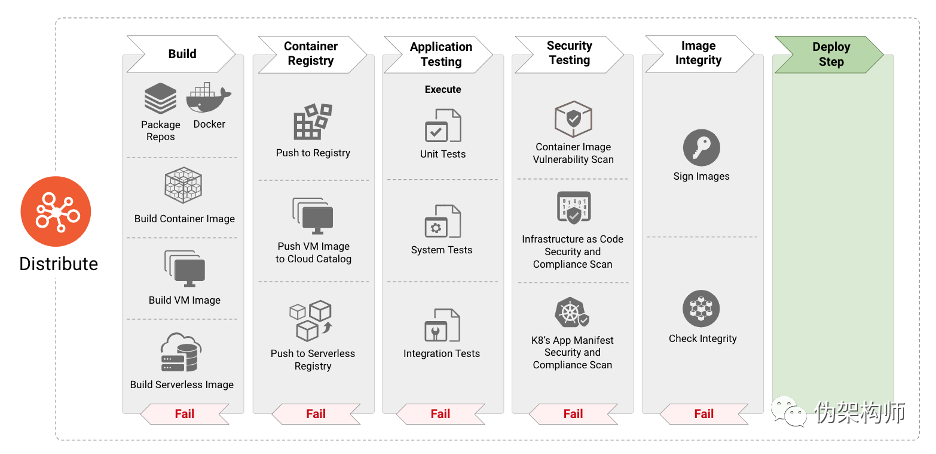 Distribute
Build
Package
Repos
Docker
Build Container Image
Build VM Image
Build Serverless Image
Fail
Container
Registry
Push to Registry
Push VM Image
to Cloud Catalog
Push to Serverless
Registry
Fail
Application
Testing
Execute
Unit Tests
System Tests
Integration Tests
Fail
Security
Testing
Container Image
Vulnerability Scan
Infrastructure as Code
Security and
Compliance Scan
K8's App Manifest
Security and
Compliance Scan
Fail
Image
Integrity
Sign Images
Check Integrity
Fail
Deploy
Step
伪架构师